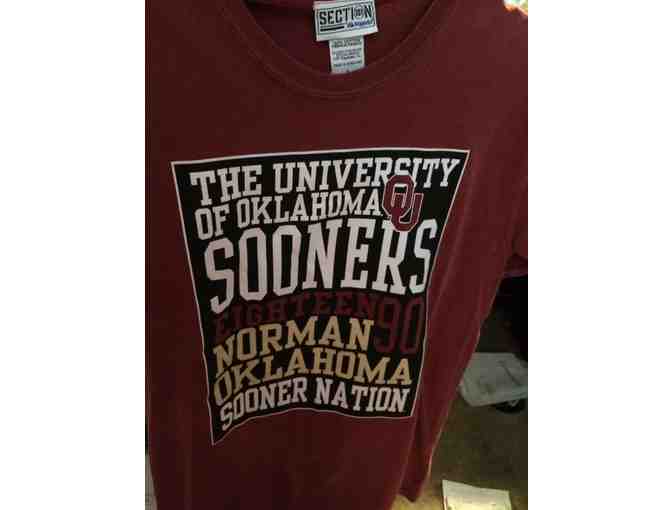 SECTION
THE UNIVERSITY
OF OKLAHOMA
OU
SOONERS
EIGHTEEN90
NORMAN
OKLAHOMA
SOONER NATION